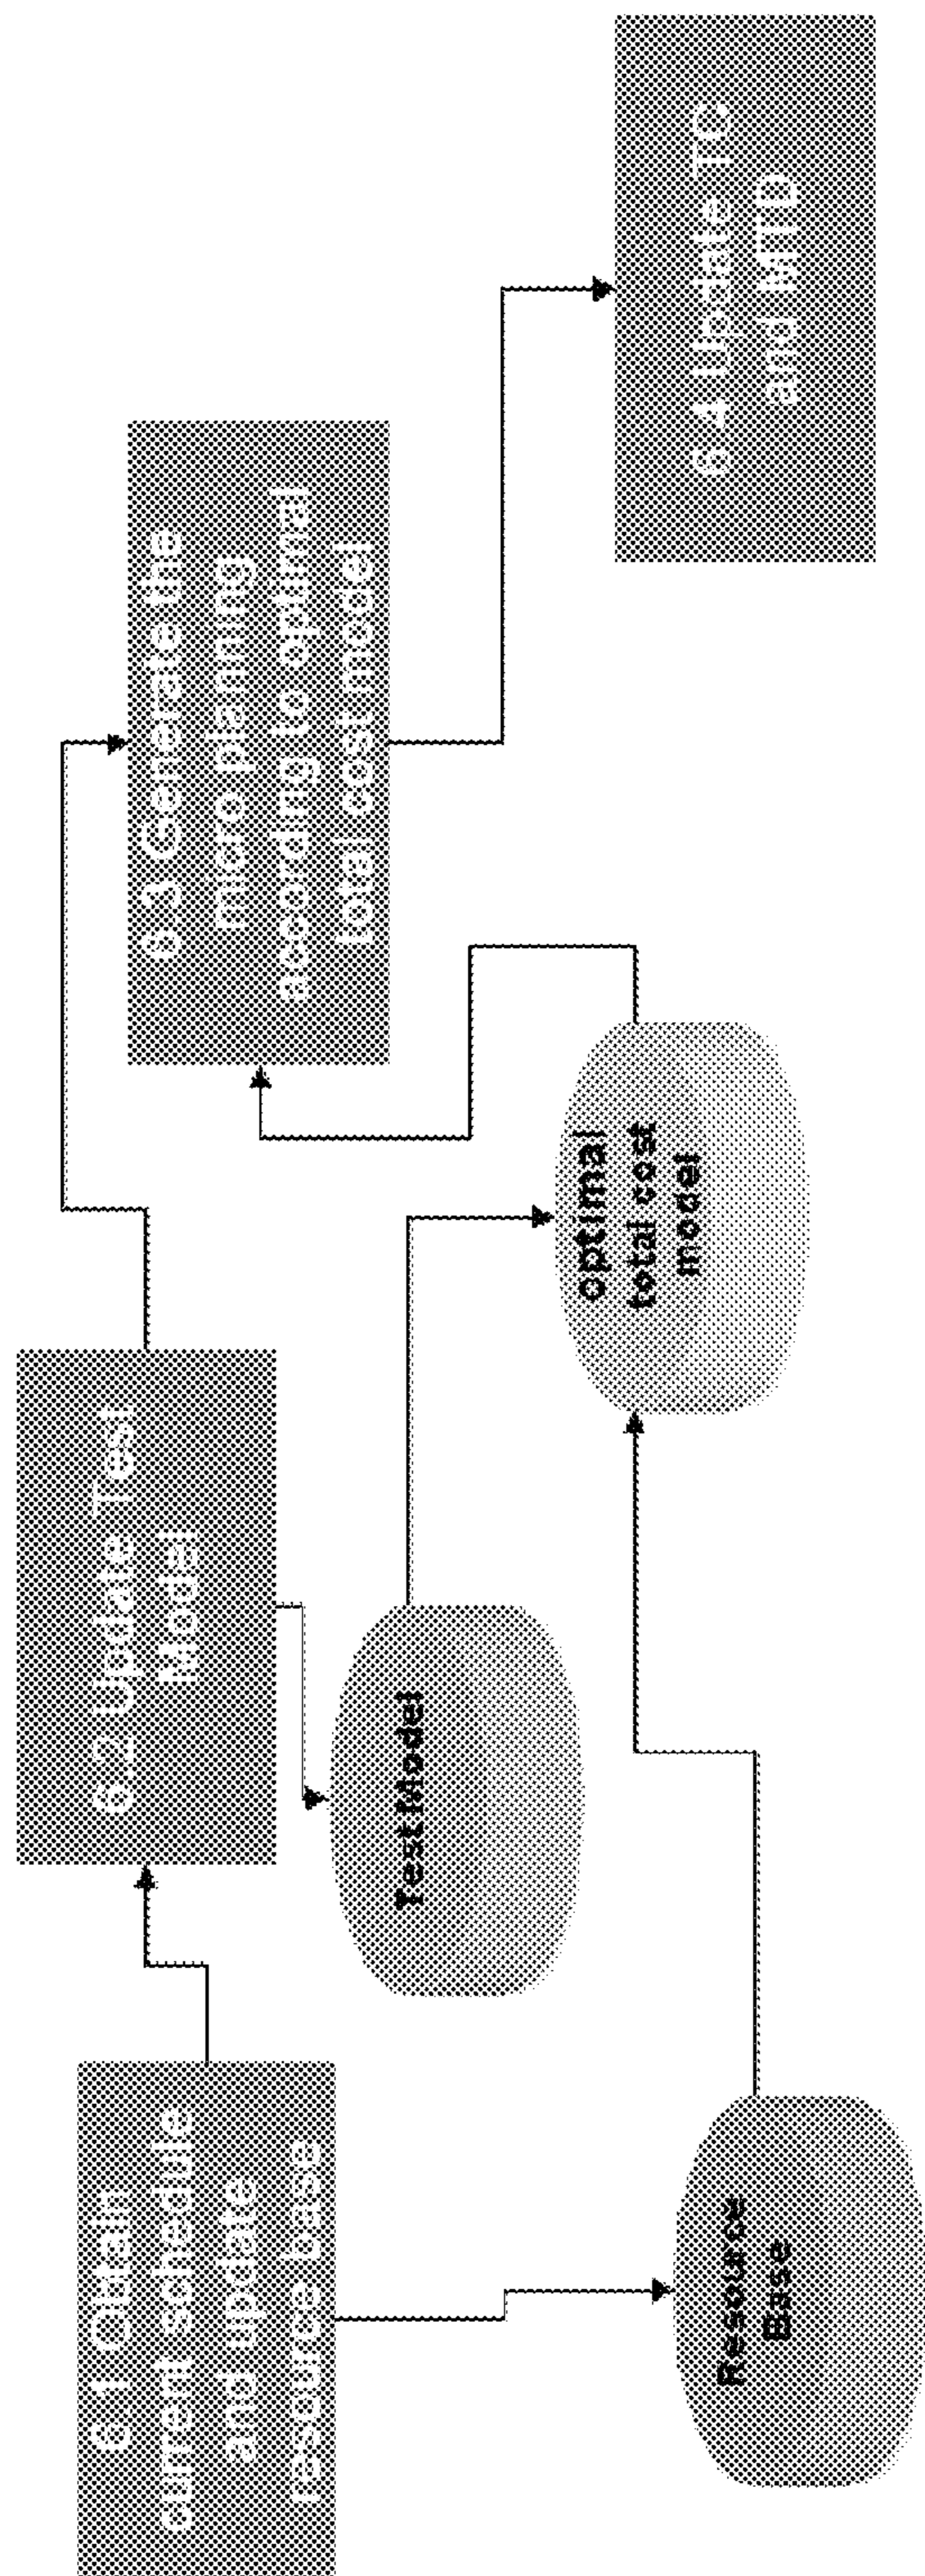 6.1 Obtain
current schedule
and update
resource base
6.2 Update Test
Model
6.3 Generate the
micro planning
according to optimal
total cost model
6.4 Update TC
and MTD
TestModel
optimal
total cost
model
Resource
Base